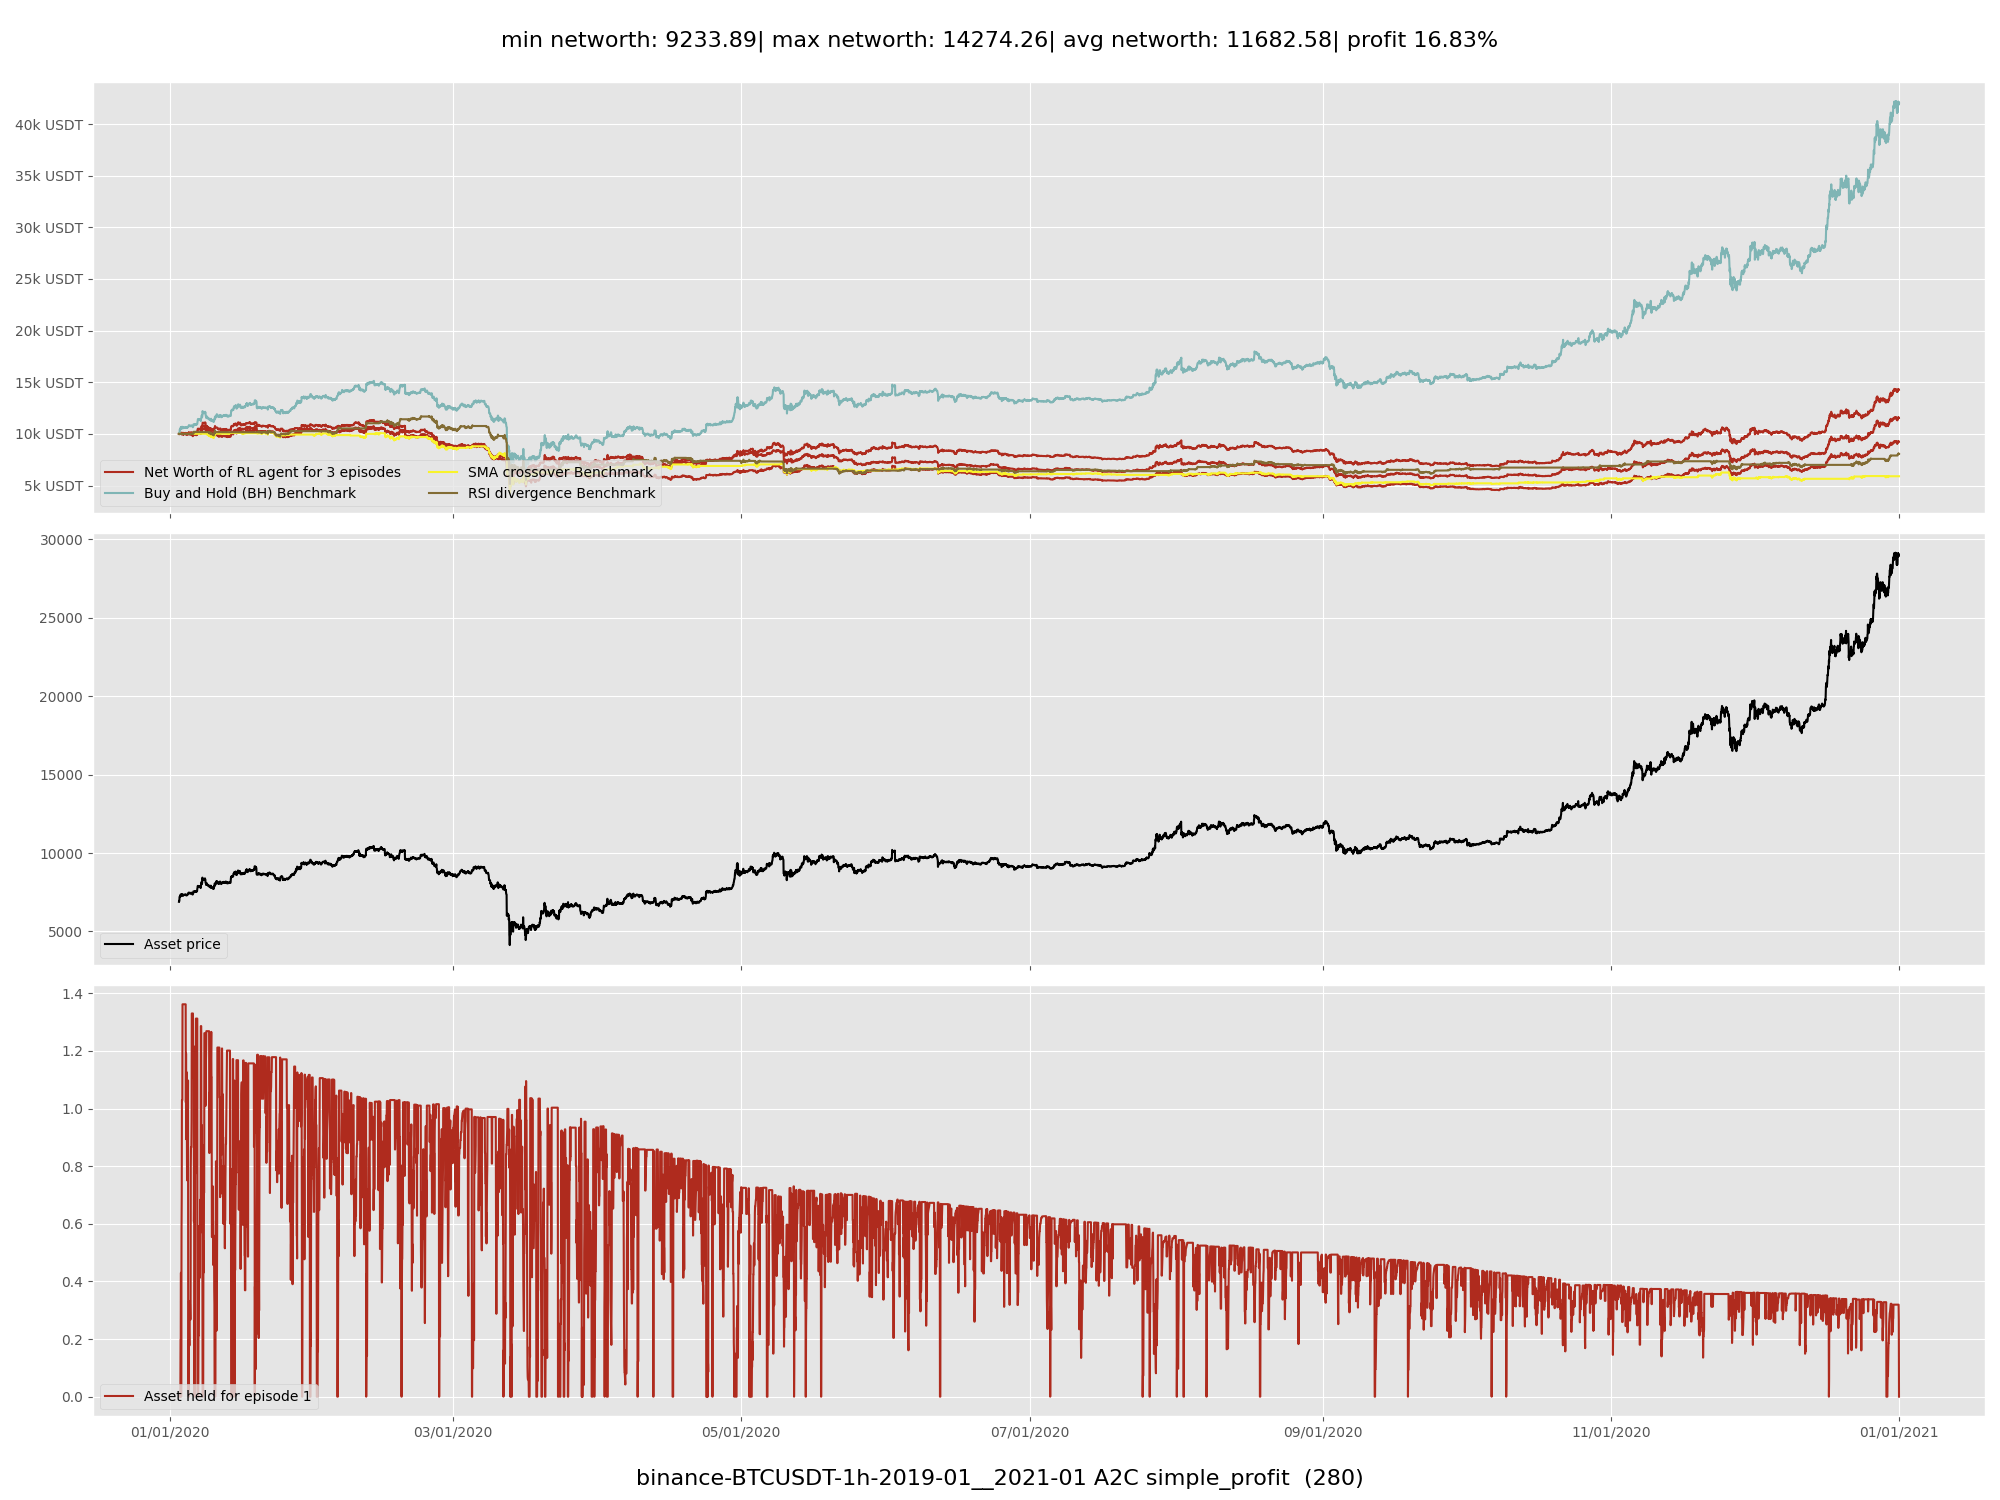 min networth: 9233.89| max networth: 14274.26| avg networth: 11682.58| profit 16.83%
40k USDT
35k USDT
30k USDT
25k USDT
20k USDT
15k USDT
10k USDT
5k USDT
Net Worth of RL agent for 3 episodes
Buy and Hold (BH) Benchmark
SMA crossover Benchmark
RSI divergence Benchmark
30000
25000
20000
15000
10000
5000
Asset price
1.4
1.2
1.0
0.8
0.6
0.4
0.2
0.0
Asset held for episode 1
01/01/2020 03/01/2020 05/01/2020 07/01/2020 09/01/2020 11/01/2020 01/01/2021
binance-BTCUSDT-1h-2019-01__2021-01 A2C simple_profit (280)